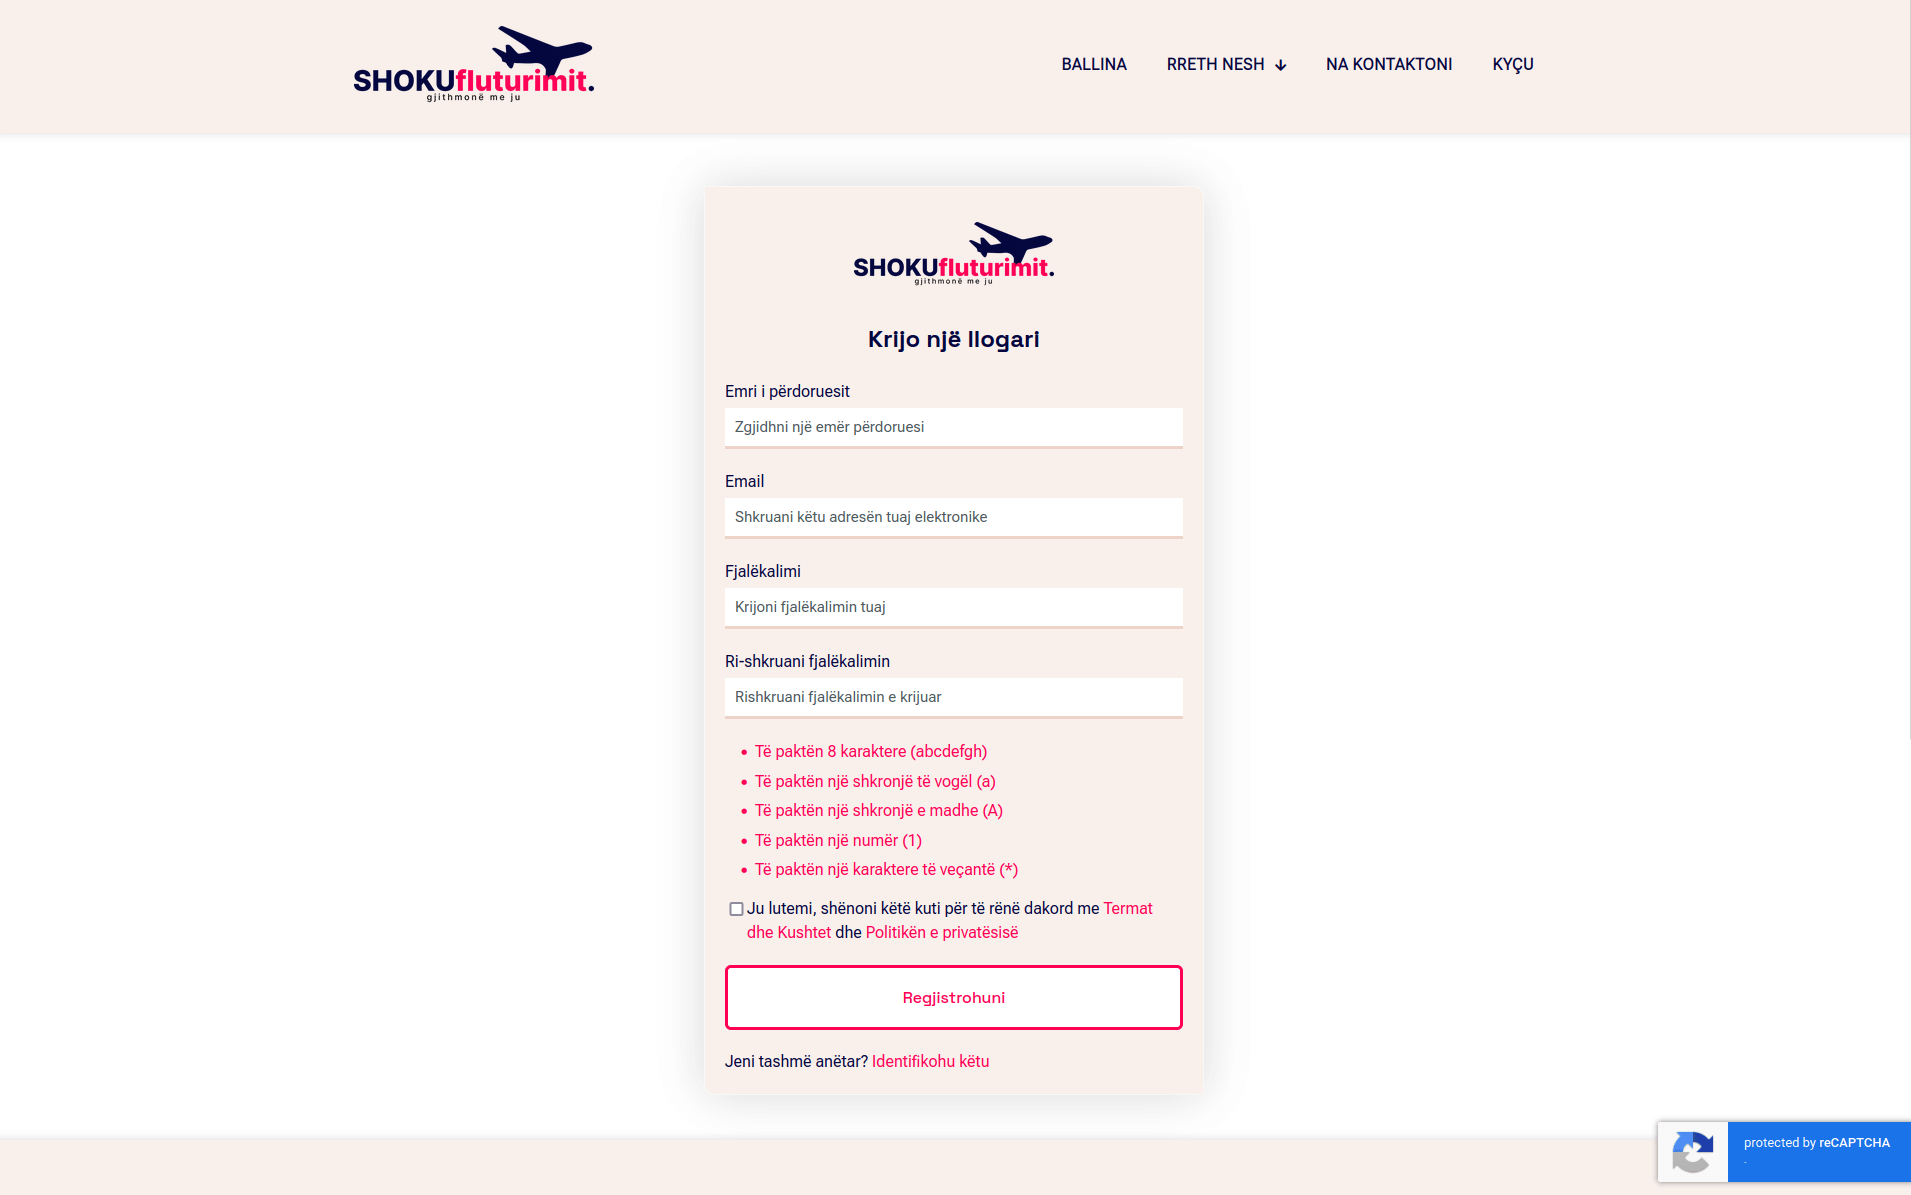 SHOKUfluturimit.
gjithmonë me ju
BALLINA
RRETH NESH
NA KONTAKTONI
KYÇU
SHOKUfluturimit.
gjithmonë me ju
Krijo një llogari
Emri i përdoruesit
Zgjidhni një emër përdoruesi
Email
Shkruani këtu adresën tuaj elektronike
Fjalëkalimi
Krijoni fjalëkalimin tuaj
Ri-shkruani fjalëkalimin
Rishkruani fjalëkalimin e krijuar
• Të paktën 8 karaktere (abcdefgh)
• Të paktën një shkronjë të vogël (a)
• Të paktën një shkronjë e madhe (A)
• Të paktën një numër (1)
• Të paktën një karaktere të veçantë (*)
Ju lutemi, shënoni këtë kuti për të rënë dakord me Termat
dhe Kushtet dhe Politikën e privatësisë
Regjistrohuni
Jeni tashmë anëtar? Identifikohu këtu
protected by reCAPTCHA